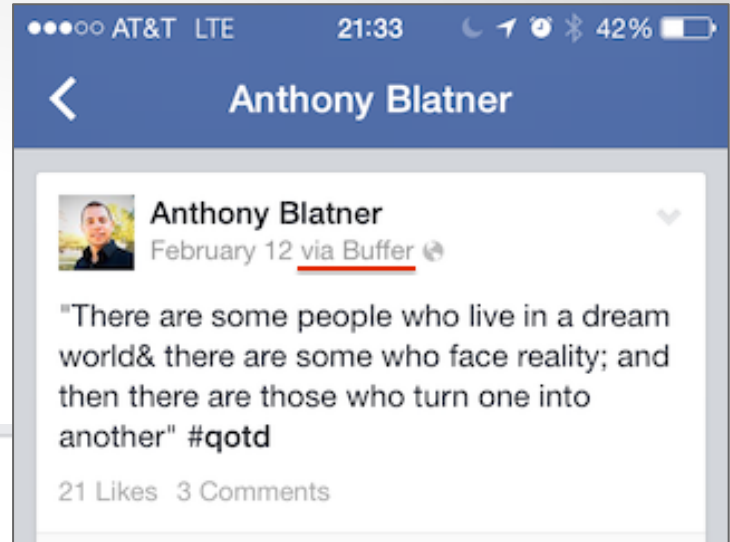 AT&T LTE 21:33 42%
Anthony Blatner
Anthony Blatner
February 12 via Buffer
"There are some people who live in a dream
world& there are some who face reality; and
then there are those who turn one into
another" #qotd
21 Likes 3 Comments